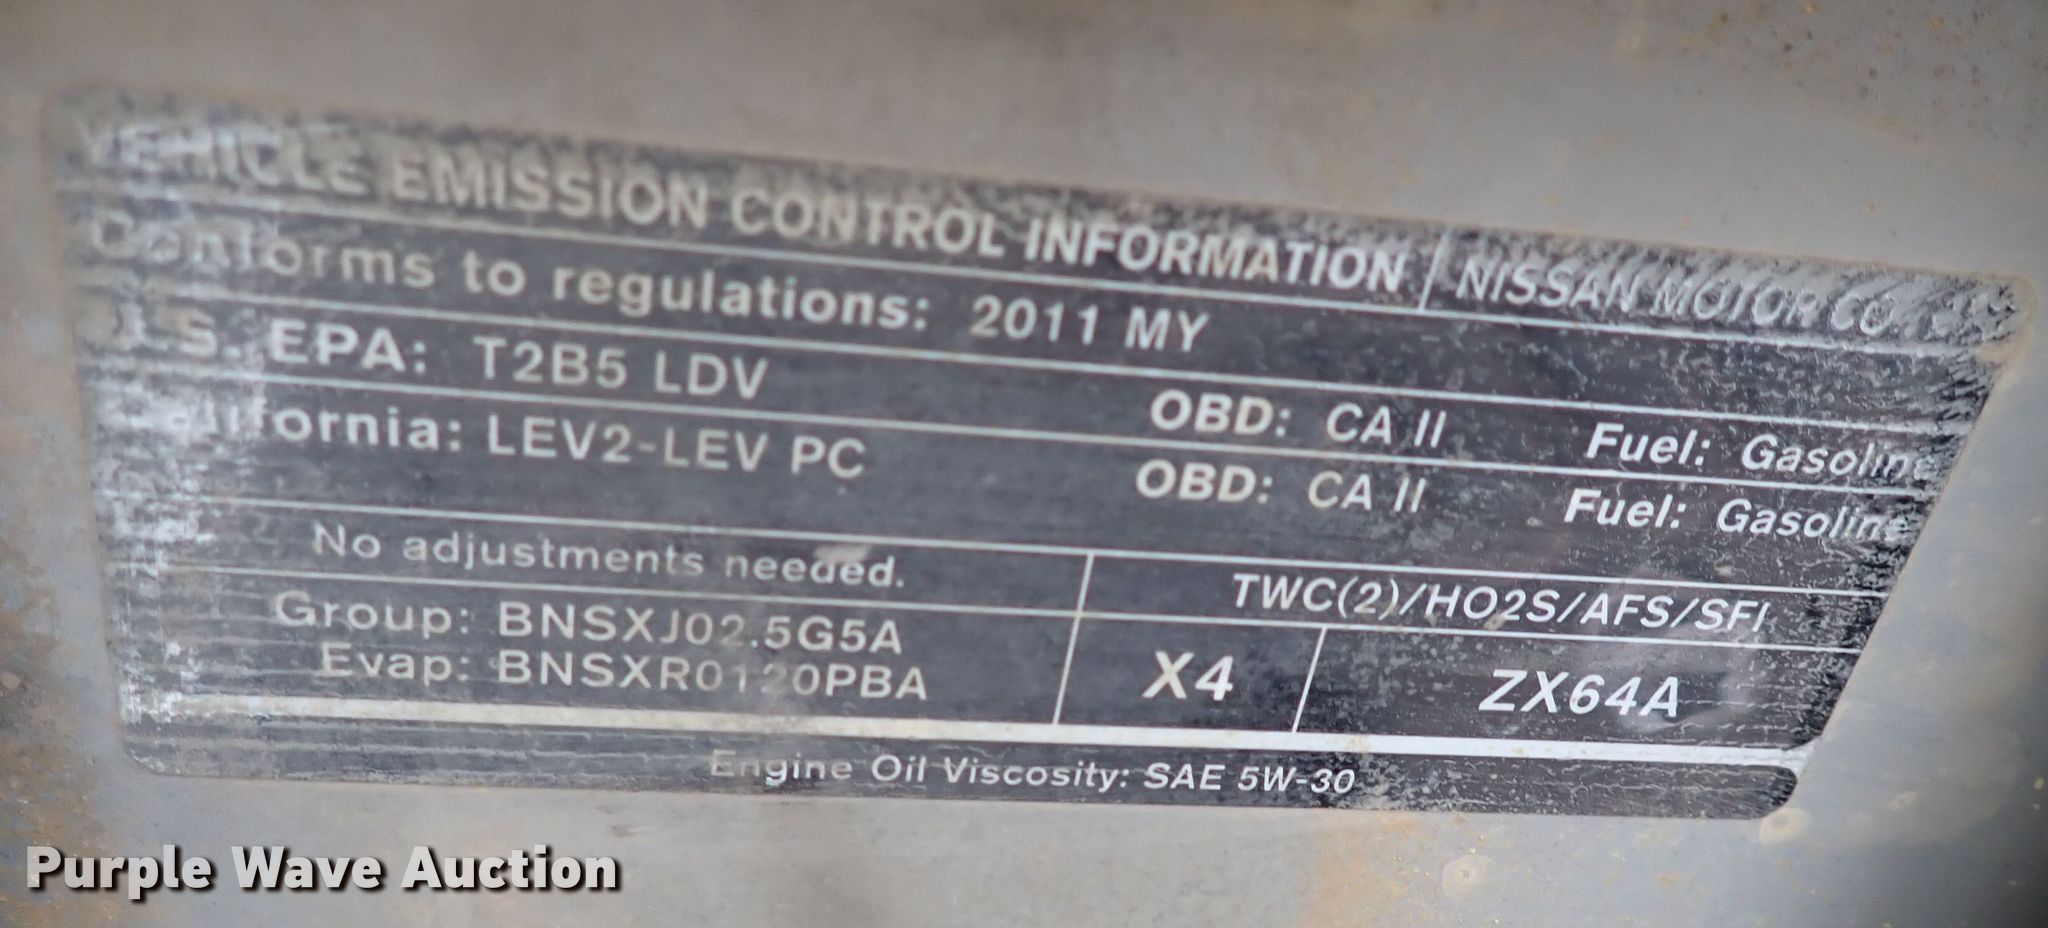 VEHICLE EMISSION CONTROL INFORMATION NISSAN MOTOR CO.
Conforms to regulations: 2011 MY
U.S. EPA: T2B5 LDV OBD: CA II Fuel: Gasoline
California: LEV2-LEV PC OBD: CA II Fuel: Gasoline
No adjustments needed. TWC(2)/HO2S/AFS/SFI
Group: BNSXJ02.5G5A
Evap: BNSXR0120PBA X4 ZX64A
Engine Oil Viscosity: SAE 5W-30
Purple Wave Auction